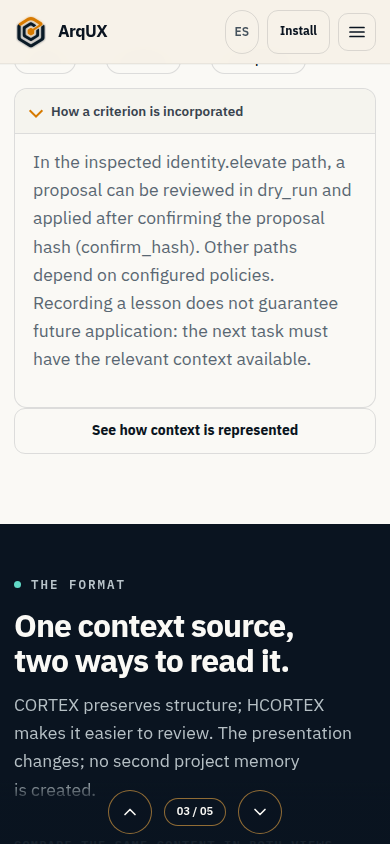 ArqUX
ES
Install
How a criterion is incorporated
In the inspected identity.elevate path, a
proposal can be reviewed in dry_run and
applied after confirming the proposal
hash (confirm_hash). Other paths
depend on configured policies.
Recording a lesson does not guarantee
future application: the next task must
have the relevant context available.
See how context is represented
THE FORMAT
One context source,
two ways to read it.
CORTEX preserves structure; HCORTEX
makes it easier to review. The presentation
changes; no second project memory
is created.
03 / 05